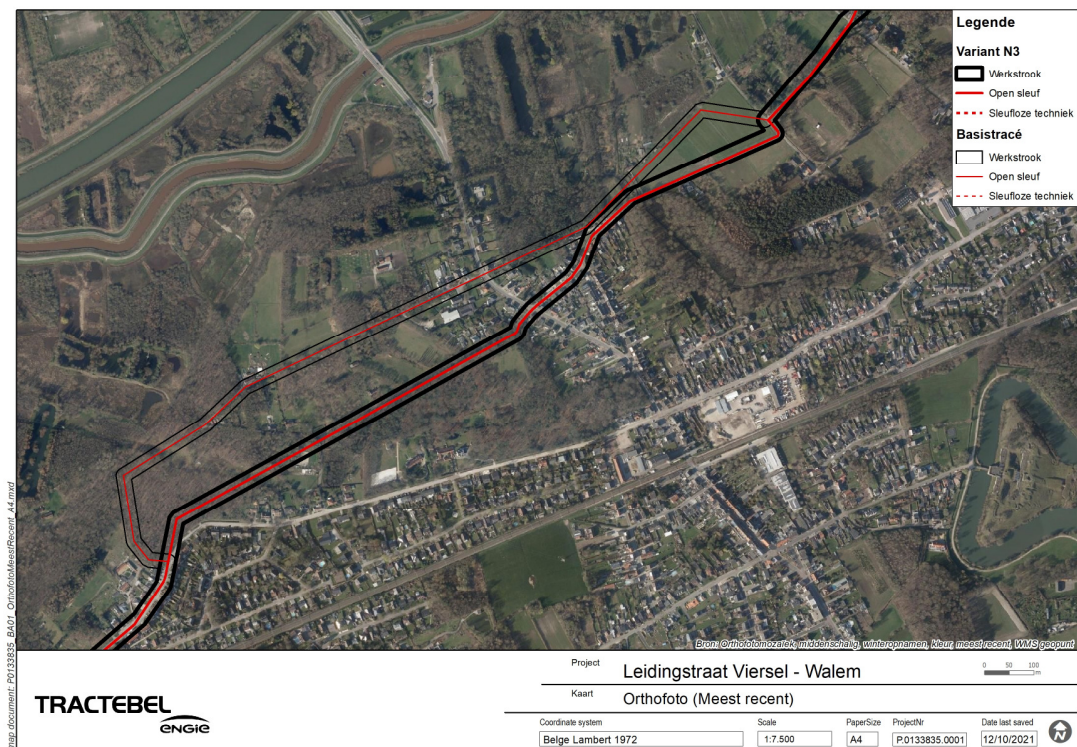 Legende
Variant N3
Werkstrook
Open sleuf
Sleufloze techniek
Basistracé
Werkstrook
Open sleuf
Sleufloze techniek
Bron: Orthofotomozaïek, middenschalig, winteropnamen, kleur, meest recent, WMS geopunt
map document: P0133835_BA01_OrthofotoMeestRecent_A4.mxd
TRACTEBEL
ENGIE
Project Leidingstraat Viersel - Walem
0 50 100
m
Kaart Orthofoto (Meest recent)
Coordinate system Scale PaperSize ProjectNr Date last saved
Belge Lambert 1972 1:7.500 A4 P.0133835.0001 12/10/2021
N